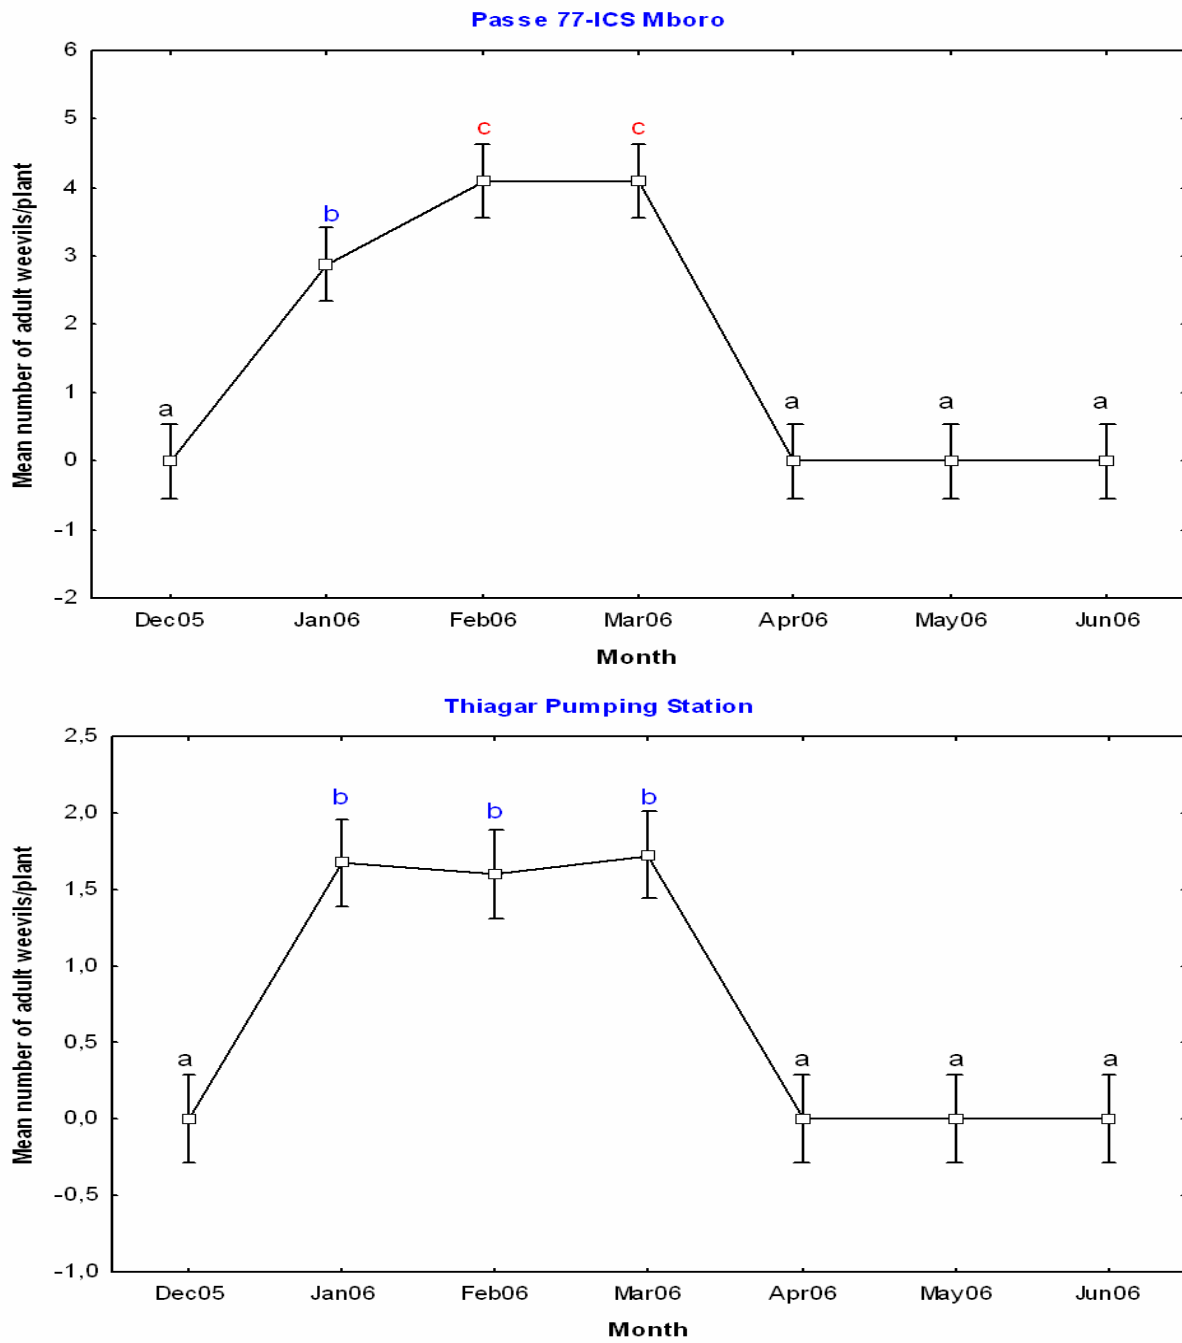 Passe 77-ICS Mboro
6
5
4
3
2
1
0
-1
-2
Mean number of adult weevils/plant
a
b
c
c
a
a
a
Dec05 Jan06 Feb06 Mar06 Apr06 May06 Jun06
Month
Thiagar Pumping Station
2,5
2,0
1,5
1,0
0,5
0,0
-0,5
-1,0
Mean number of adult weevils/plant
a
b
b
b
a
a
a
Dec05 Jan06 Feb06 Mar06 Apr06 May06 Jun06
Month